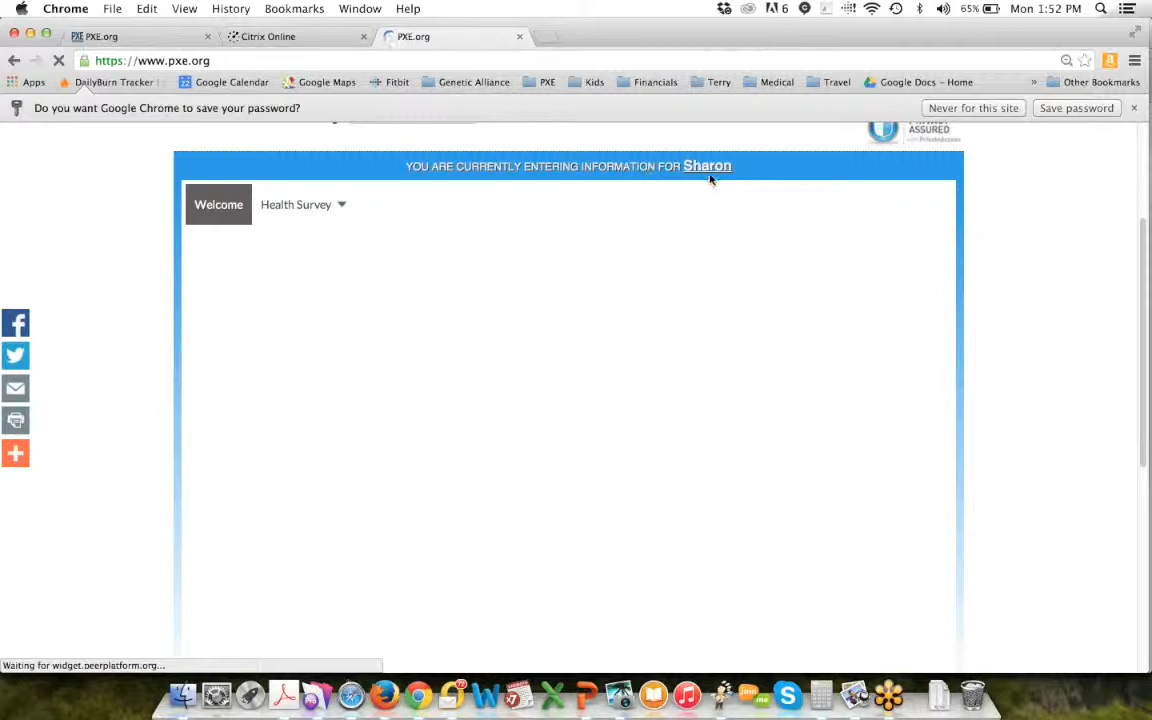 Chrome File Edit View History Bookmarks Window Help 6 65% Mon 1:52 PM
PXE PXE.org Citrix Online PXE.org
https://www.pxe.org
Apps DailyBurn Tracker Google Calendar Google Maps Fitbit Genetic Alliance PXE Kids Financials Terry Medical Travel Google Docs - Home » Other Bookmarks
Do you want Google Chrome to save your password? Never for this site Save password
ASSURED
YOU ARE CURRENTLY ENTERING INFORMATION FOR Sharon
Welcome Health Survey
Waiting for widget.peerplatform.org...